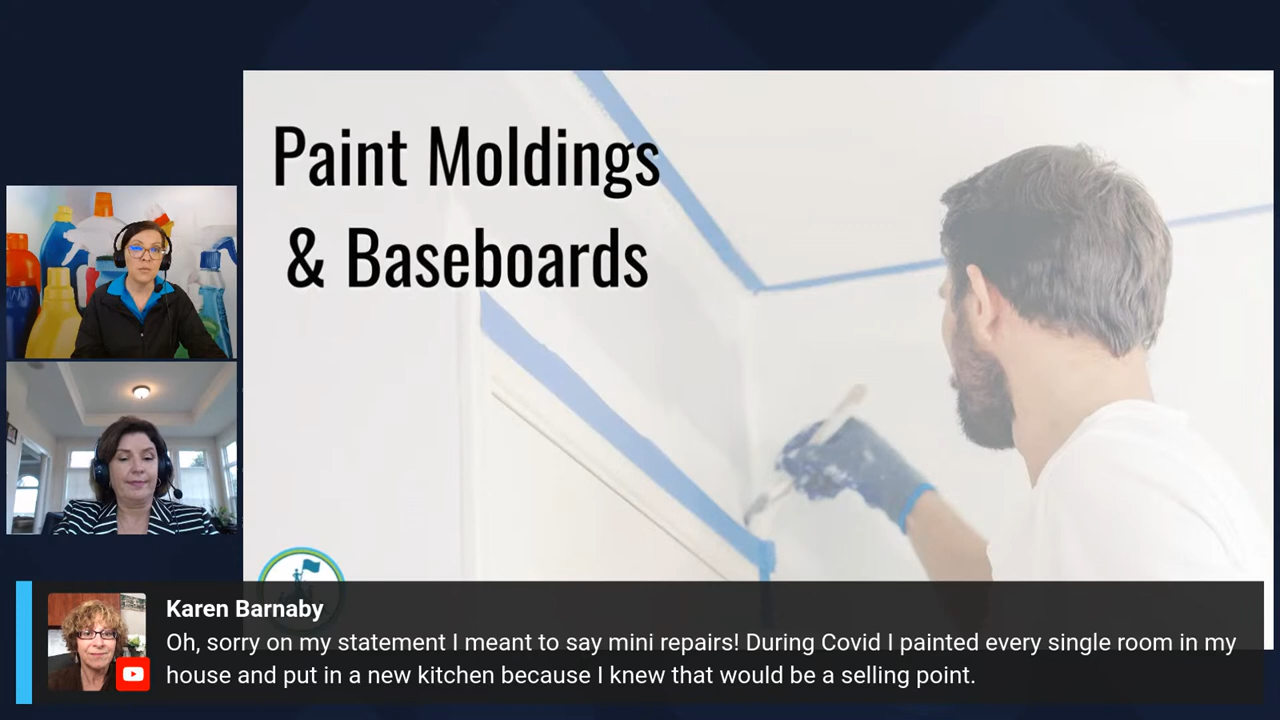 Paint Moldings
& Baseboards
Karen Barnaby
Oh, sorry on my statement I meant to say mini repairs! During Covid I painted every single room in my
house and put in a new kitchen because I knew that would be a selling point.